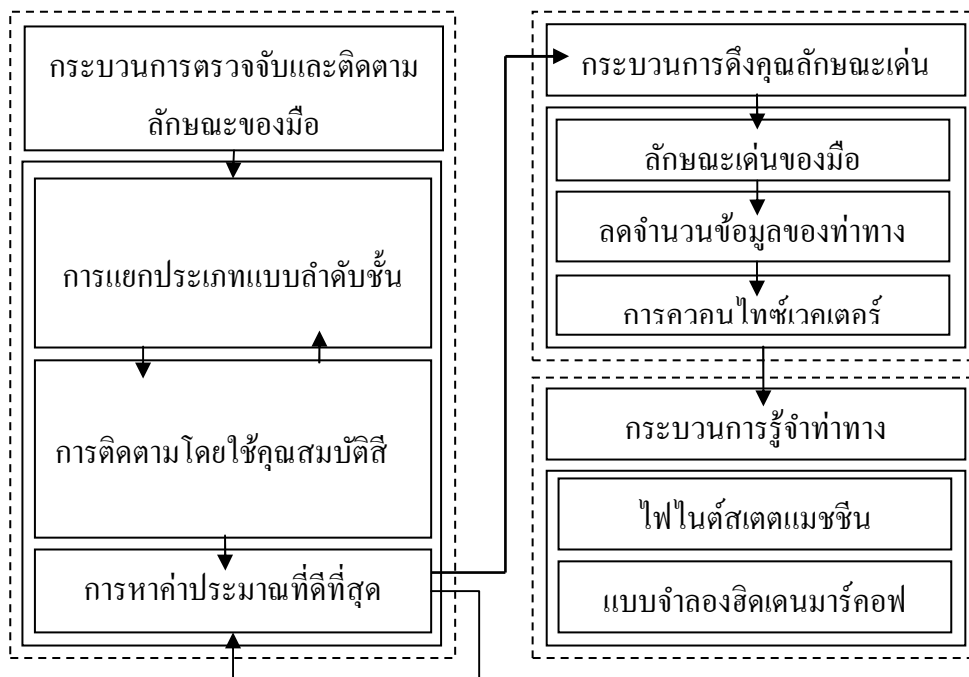 กระบวนการตรวจจับและติดตาม
ลักษณะของมือ
การแยกประเภทแบบลำดับชั้น
การติดตามโดยใช้คุณสมบัติสี
การหาค่าประมาณที่ดีที่สุด
กระบวนการดึงคุณลักษณะเด่น
ลักษณะเด่นของมือ
ลดจำนวนข้อมูลของท่าทาง
การควอนไทซ์เวคเตอร์
กระบวนการรู้จำท่าทาง
ไฟไนต์สเตตแมชชีน
แบบจำลองฮิดเดนมาร์คอฟ